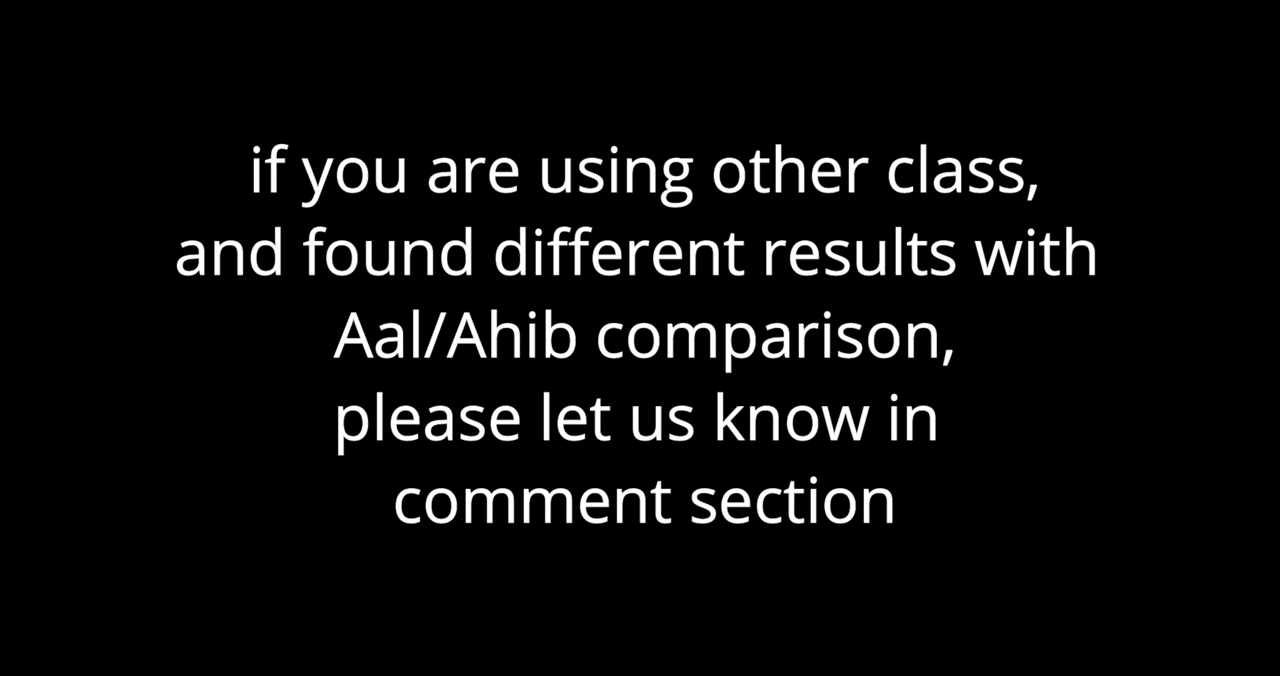 if you are using other class,
and found different results with
Aal/Ahib comparison,
please let us know in
comment section